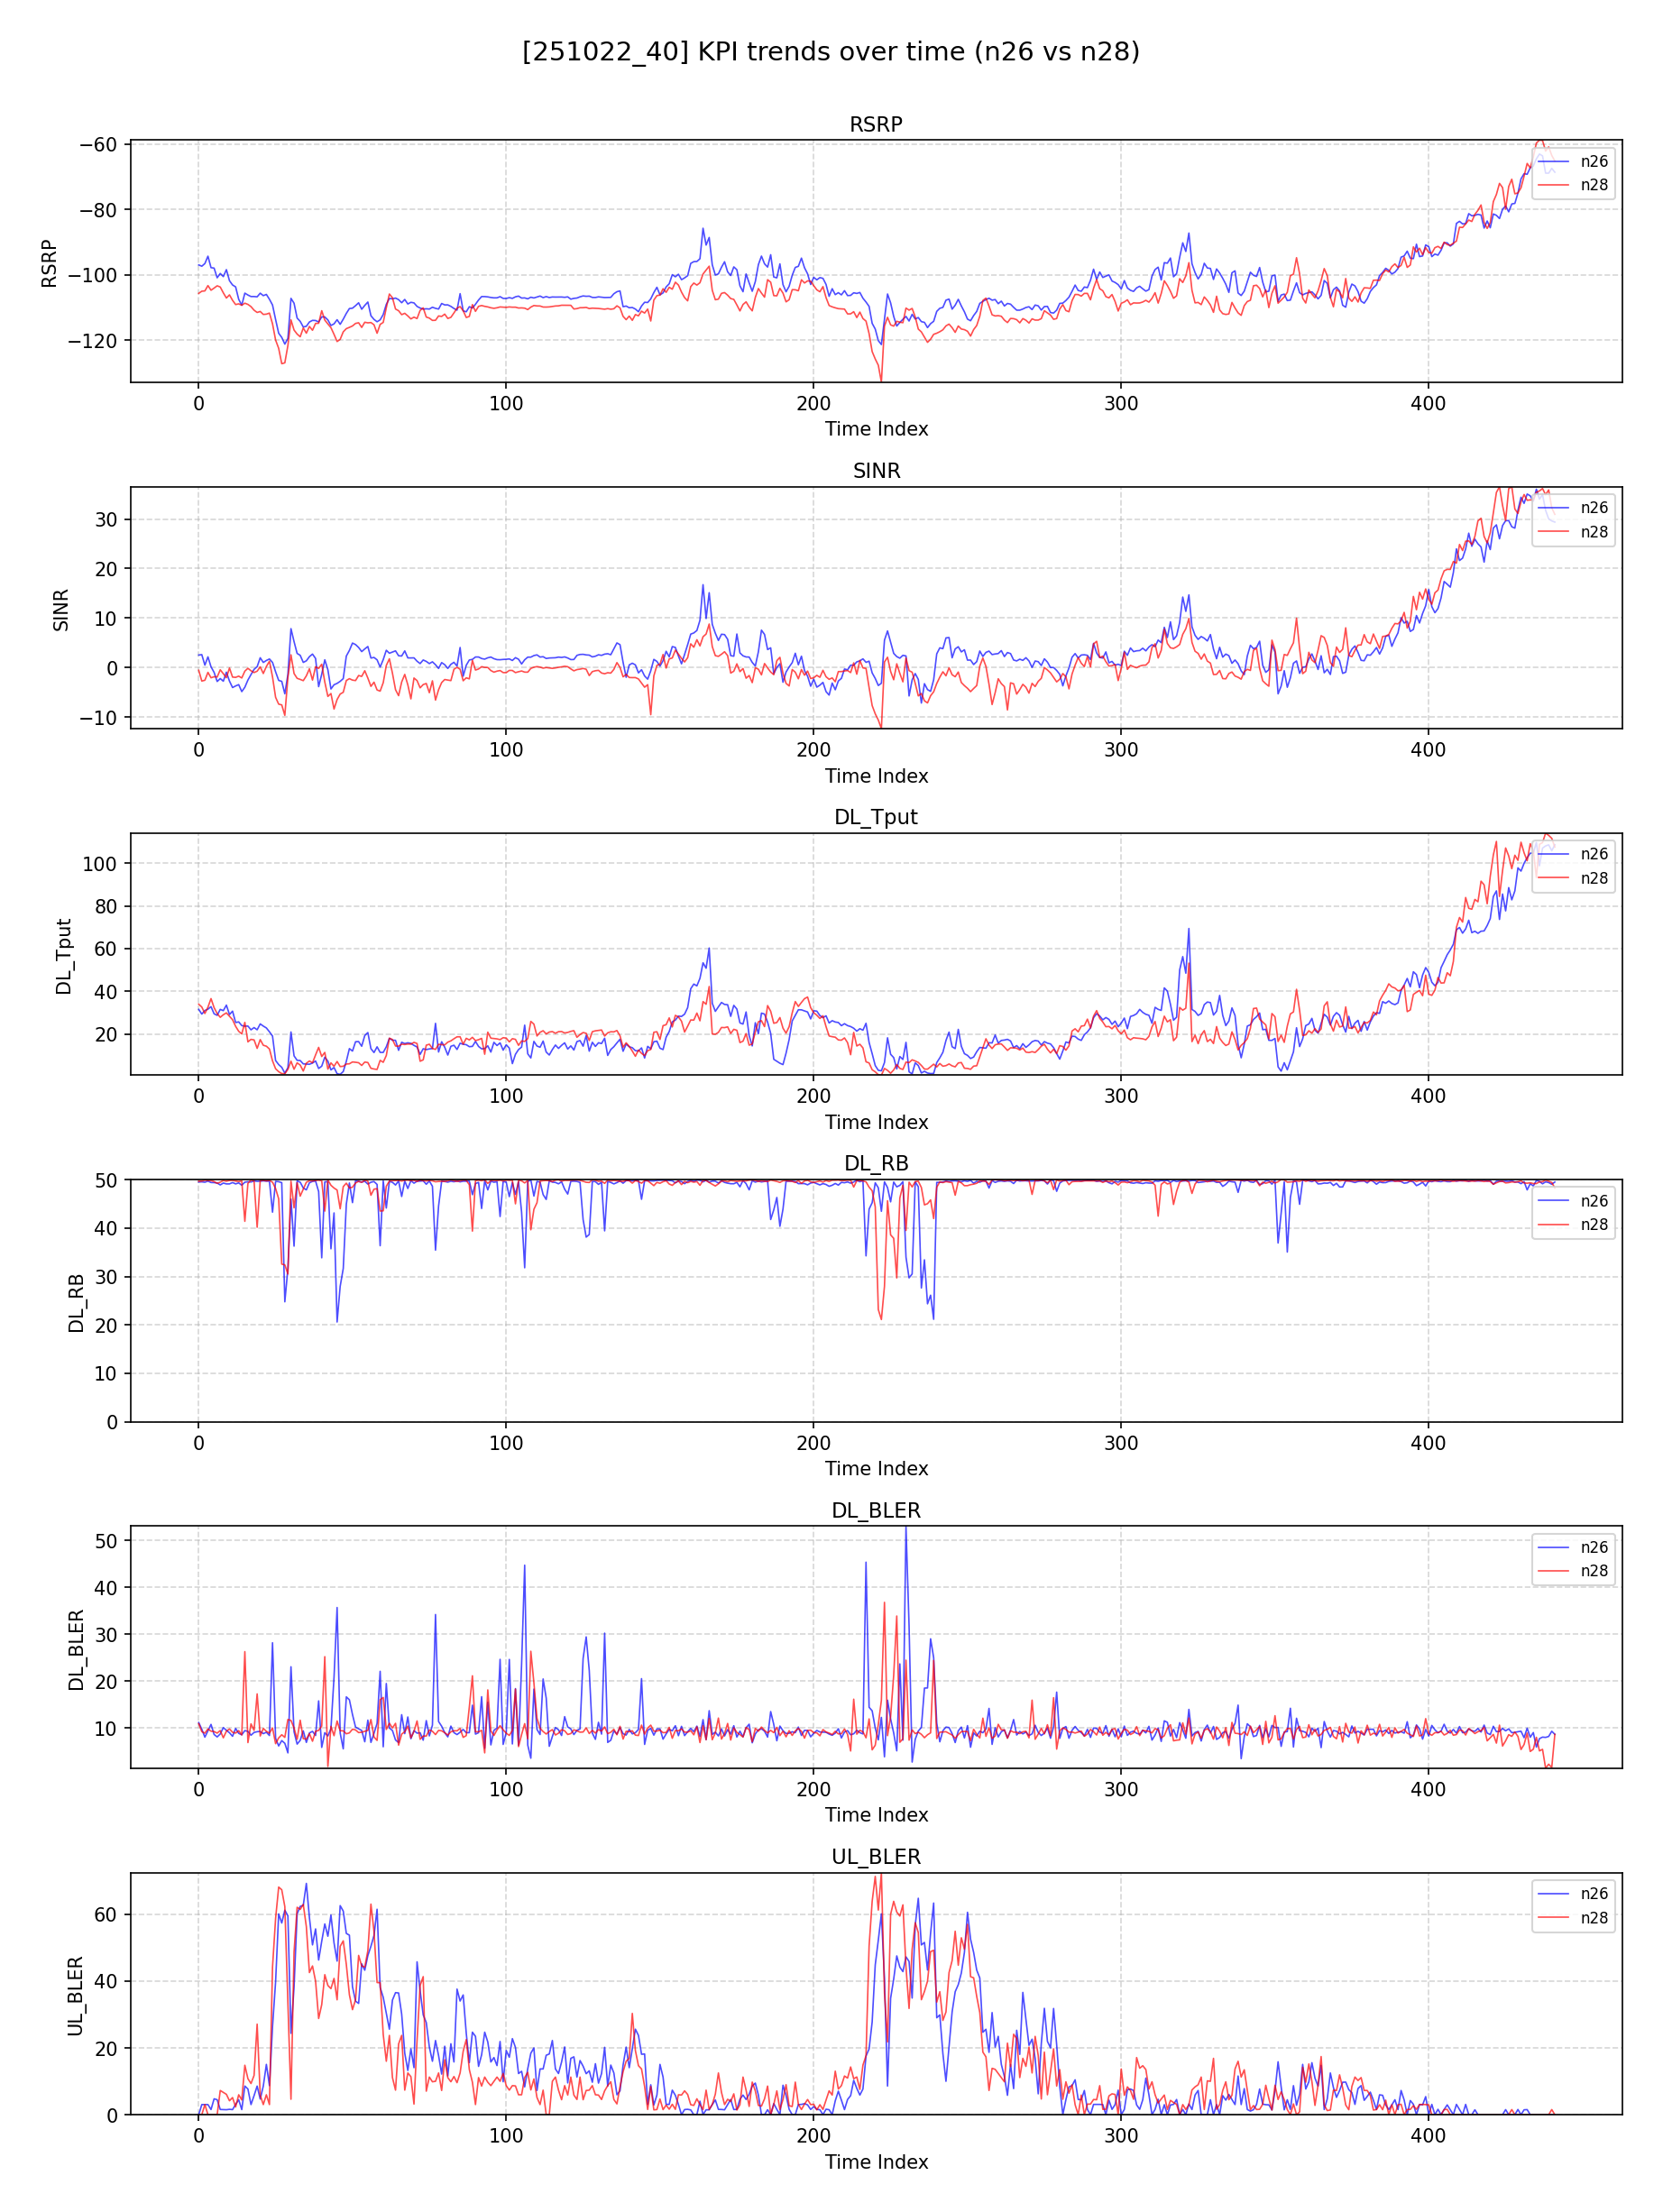 [251022_40] KPI trends over time (n26 vs n28)
RSRP
−60
−80
−100
−120
RSRP
n26
n28
0 100 200 300 400
Time Index
SINR
30
20
10
0
−10
SINR
n26
n28
0 100 200 300 400
Time Index
DL_Tput
100
80
60
40
20
DL_Tput
n26
n28
0 100 200 300 400
Time Index
DL_RB
50
40
30
20
10
0
DL_RB
n26
n28
0 100 200 300 400
Time Index
DL_BLER
50
40
30
20
10
DL_BLER
n26
n28
0 100 200 300 400
Time Index
UL_BLER
60
40
20
0
UL_BLER
n26
n28
0 100 200 300 400
Time Index